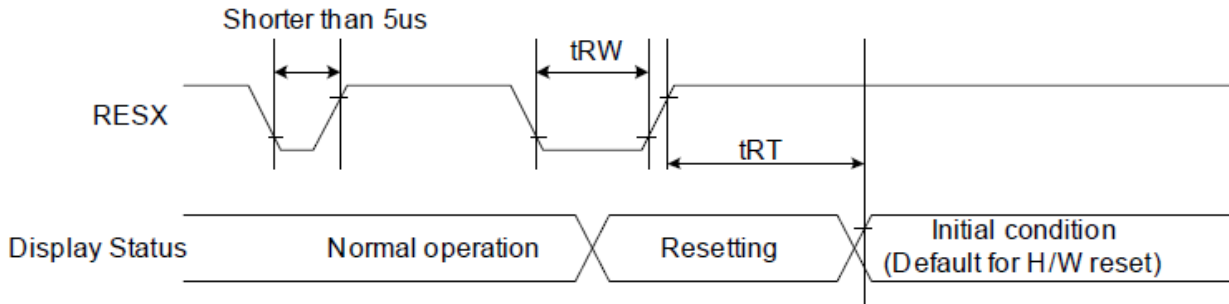 Shorter than 5us
tRW
RESX
tRT
Display Status
Normal operation
Resetting
Initial condition
(Default for H/W reset)